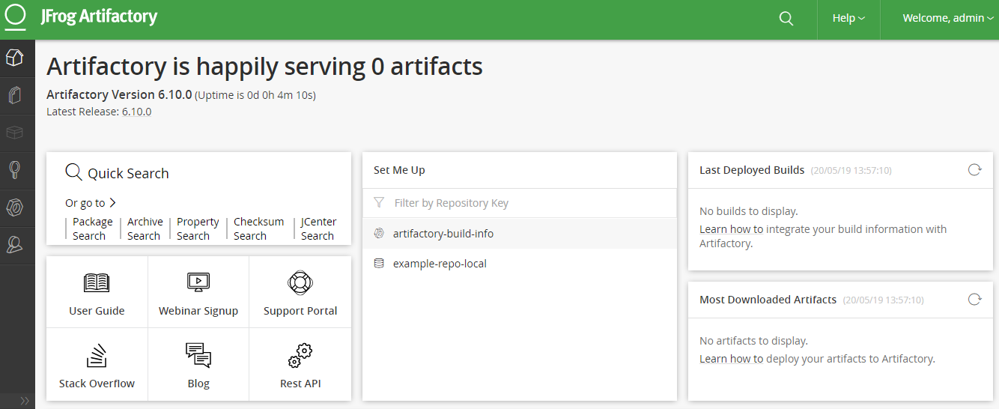 JFrog Artifactory
Help
Welcome, admin
Artifactory is happily serving 0 artifacts
Artifactory Version 6.10.0 (Uptime is 0d 0h 4m 10s)
Latest Release: 6.10.0
Quick Search
Or go to
Package Search
Archive Search
Property Search
Checksum Search
JCenter Search
User Guide
Webinar Signup
Support Portal
Stack Overflow
Blog
Rest API
Set Me Up
Filter by Repository Key
artifactory-build-info
example-repo-local
Last Deployed Builds (20/05/19 13:57:10)
No builds to display.
Learn how to integrate your build information with
Artifactory.
Most Downloaded Artifacts (20/05/19 13:57:10)
No artifacts to display.
Learn how to deploy your artifacts to Artifactory.